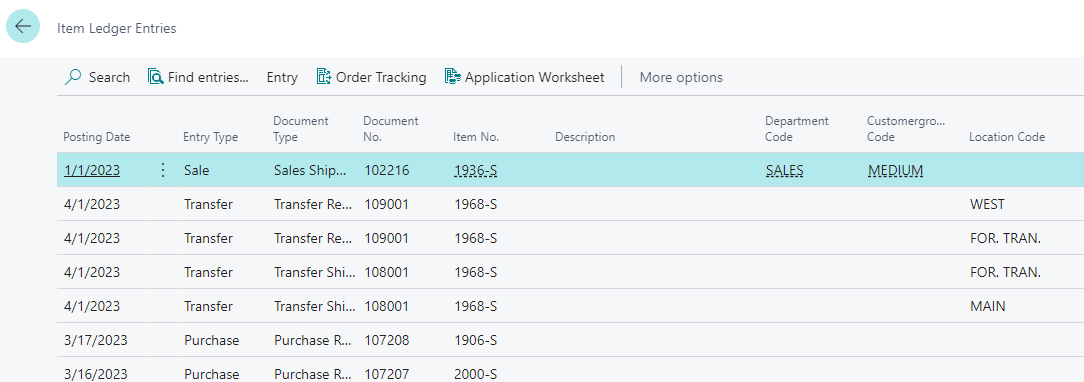 Item Ledger Entries
Search Find entries... Entry Order Tracking Application Worksheet More options
Posting Date Entry Type Document Type Document No. Item No. Description Department Code Customergro... Code Location Code
1/1/2023 Sale Sales Ship... 102216 1936-S SALES MEDIUM
4/1/2023 Transfer Transfer Re... 109001 1968-S WEST
4/1/2023 Transfer Transfer Re... 109001 1968-S FOR. TRAN.
4/1/2023 Transfer Transfer Shi... 108001 1968-S FOR. TRAN.
4/1/2023 Transfer Transfer Shi... 108001 1968-S MAIN
3/17/2023 Purchase Purchase R... 107208 1906-S
3/16/2023 Purchase Purchase R... 107207 2000-S